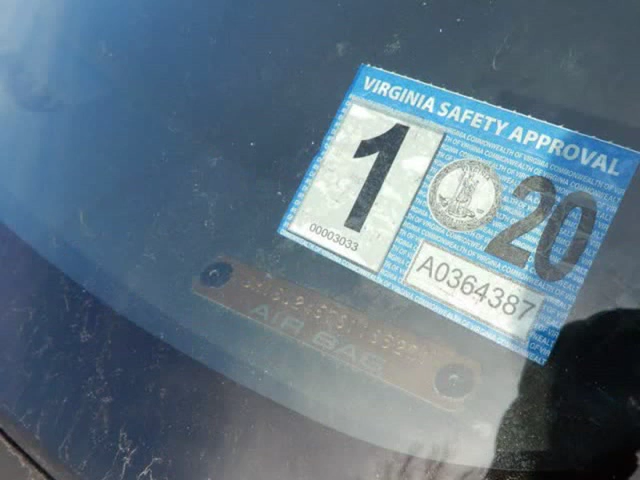 VIRGINIA SAFETY APPROVAL
1
20
00003033
A0364387
AIR BAG